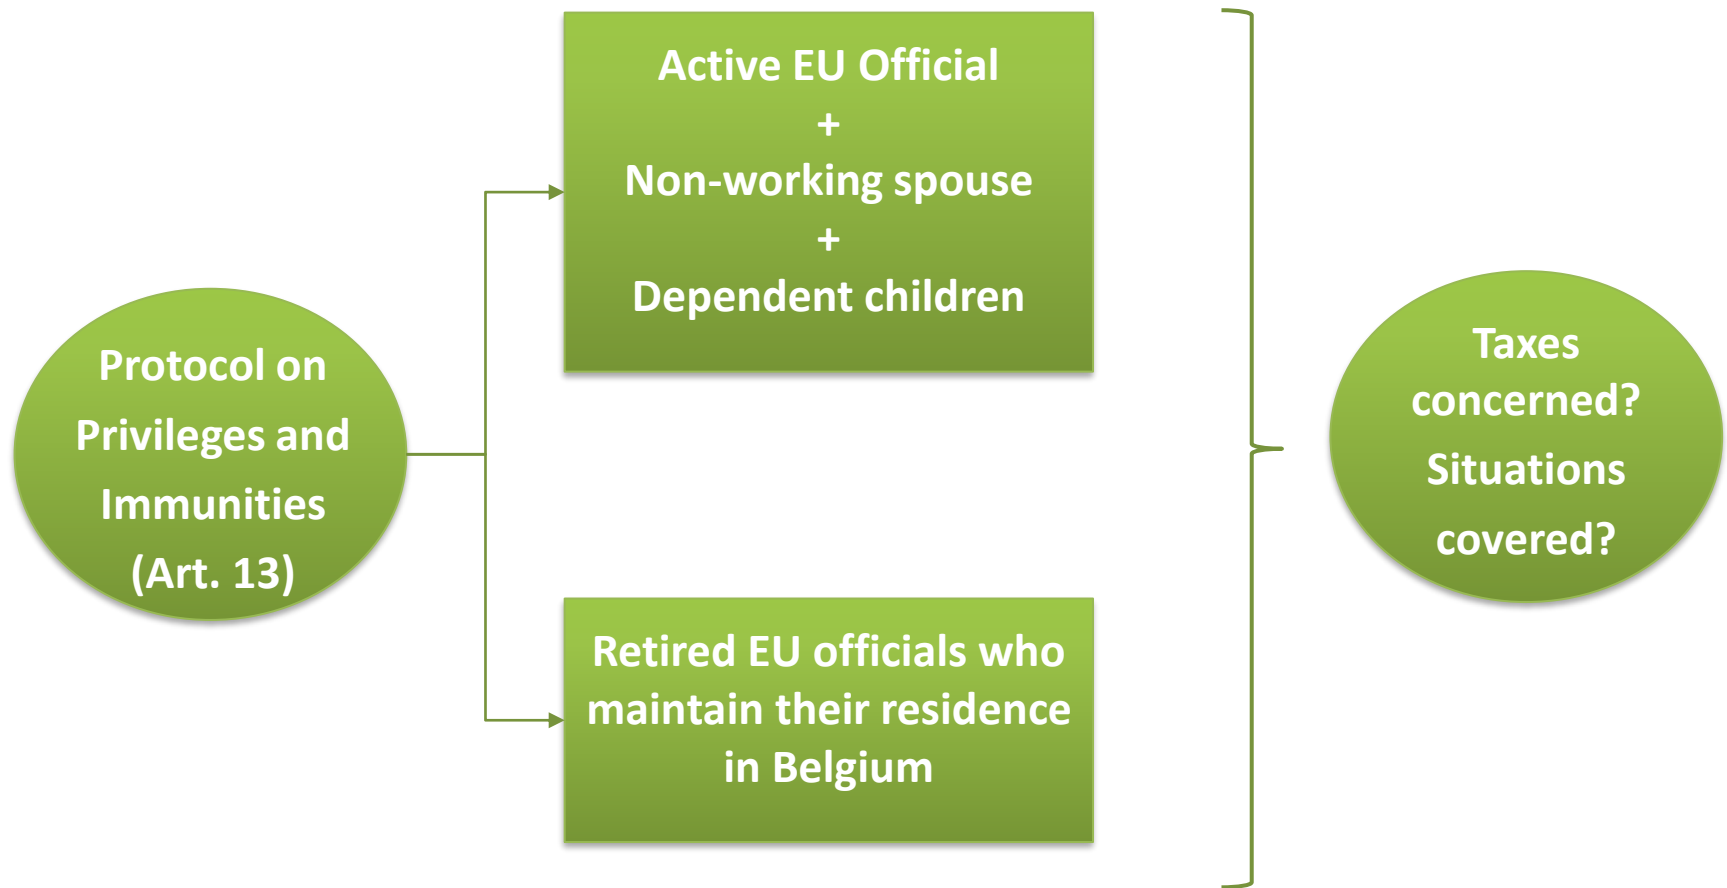 Protocol on
Privileges and
Immunities
(Art. 13)
Active EU Official
+
Non-working spouse
+
Dependent children
Retired EU officials who
maintain their residence
in Belgium
Taxes
concerned?
Situations
covered?